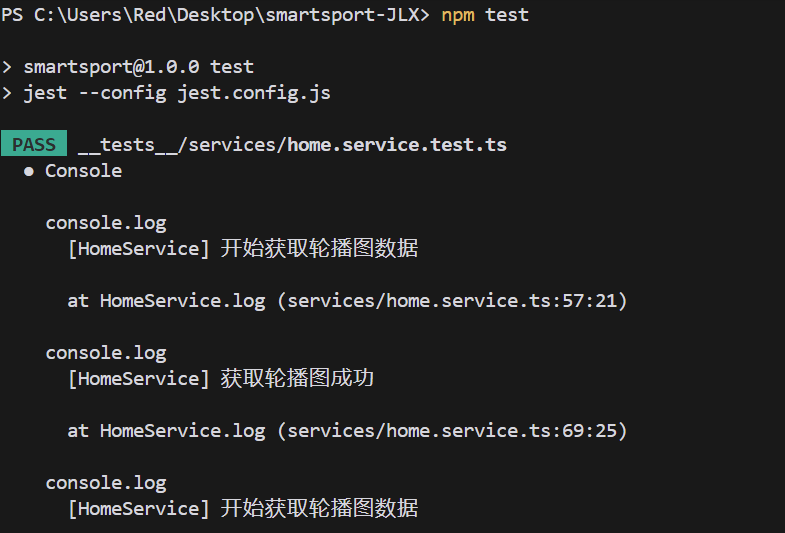 PS C:\Users\Red\Desktop\smartsport-JLX> npm test
> smartsport@1.0.0 test
> jest --config jest.config.js
PASS __tests__/services/home.service.test.ts
● Console
console.log
[HomeService] 开始获取轮播图数据
at HomeService.log (services/home.service.ts:57:21)
console.log
[HomeService] 获取轮播图成功
at HomeService.log (services/home.service.ts:69:25)
console.log
[HomeService] 开始获取轮播图数据